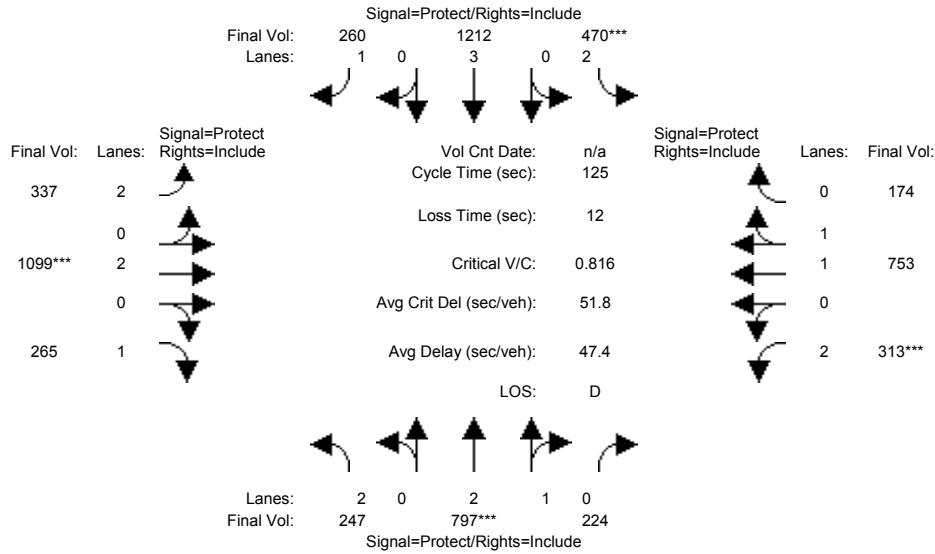 Signal=Protect/Rights=Include
Final Vol: 260 1212 470***
Lanes: 1 0 3 0 2
Signal=Protect Signal=Protect
Final Vol: Lanes: Rights=Include Vol Cnt Date: n/a Rights=Include Lanes: Final Vol:
Cycle Time (sec): 125
337 2 0 174
Loss Time (sec): 12
0 1
1099*** 2 Critical V/C: 0.816 1 753
0 Avg Crit Del (sec/veh): 51.8 0
265 1 Avg Delay (sec/veh): 47.4 2 313***
LOS: D
Lanes: 2 0 2 1 0
Final Vol: 247 797*** 224
Signal=Protect/Rights=Include